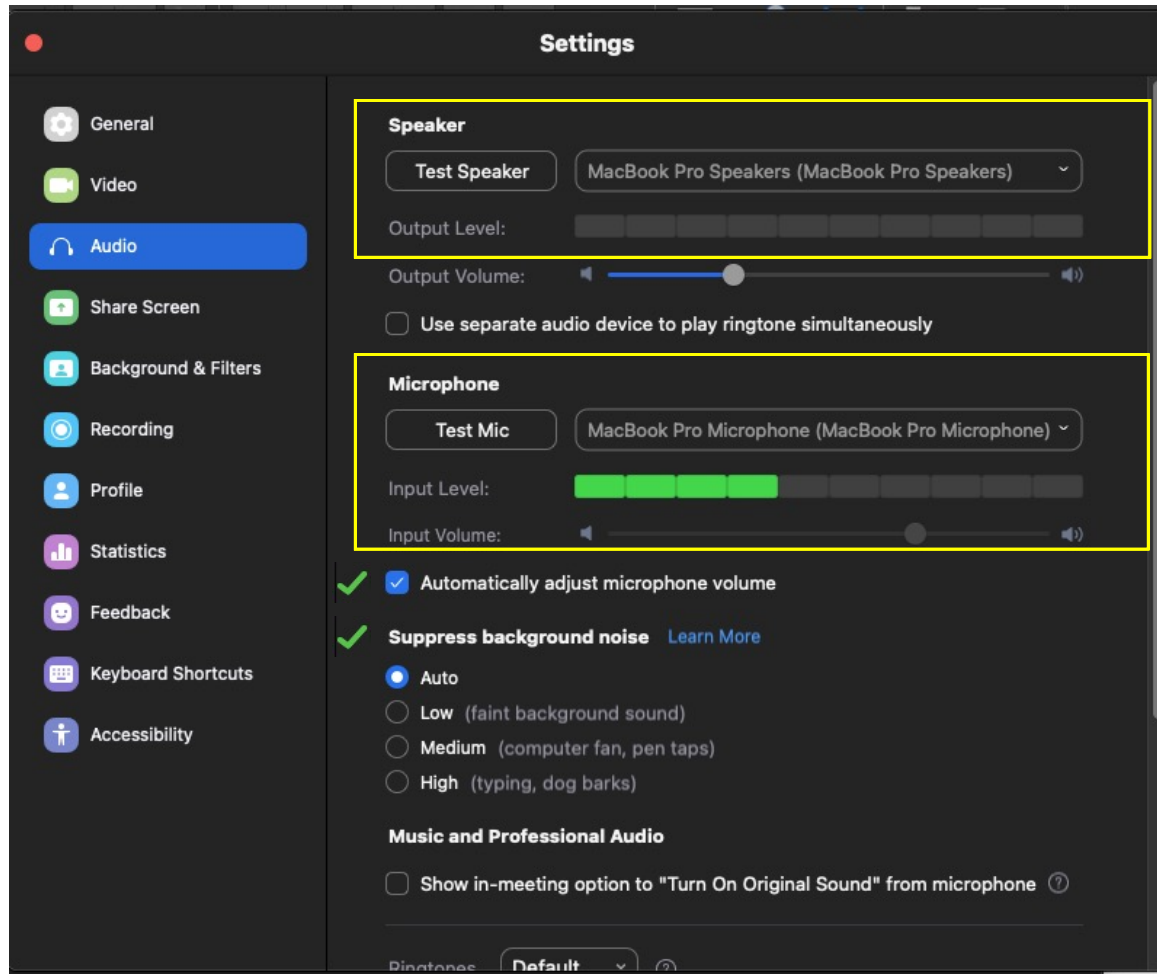 Settings
General
Video
Audio
Share Screen
Background & Filters
Recording
Profile
Statistics
Feedback
Keyboard Shortcuts
Accessibility
Speaker
Test Speaker
MacBook Pro Speakers (MacBook Pro Speakers)
Output Level:
Output Volume:
Use separate audio device to play ringtone simultaneously
Microphone
Test Mic
MacBook Pro Microphone (MacBook Pro Microphone)
Input Level:
Input Volume:
Automatically adjust microphone volume
Suppress background noise Learn More
Auto
Low (faint background sound)
Medium (computer fan, pen taps)
High (typing, dog barks)
Music and Professional Audio
Show in-meeting option to "Turn On Original Sound" from microphone ?
Ringtones Default ?